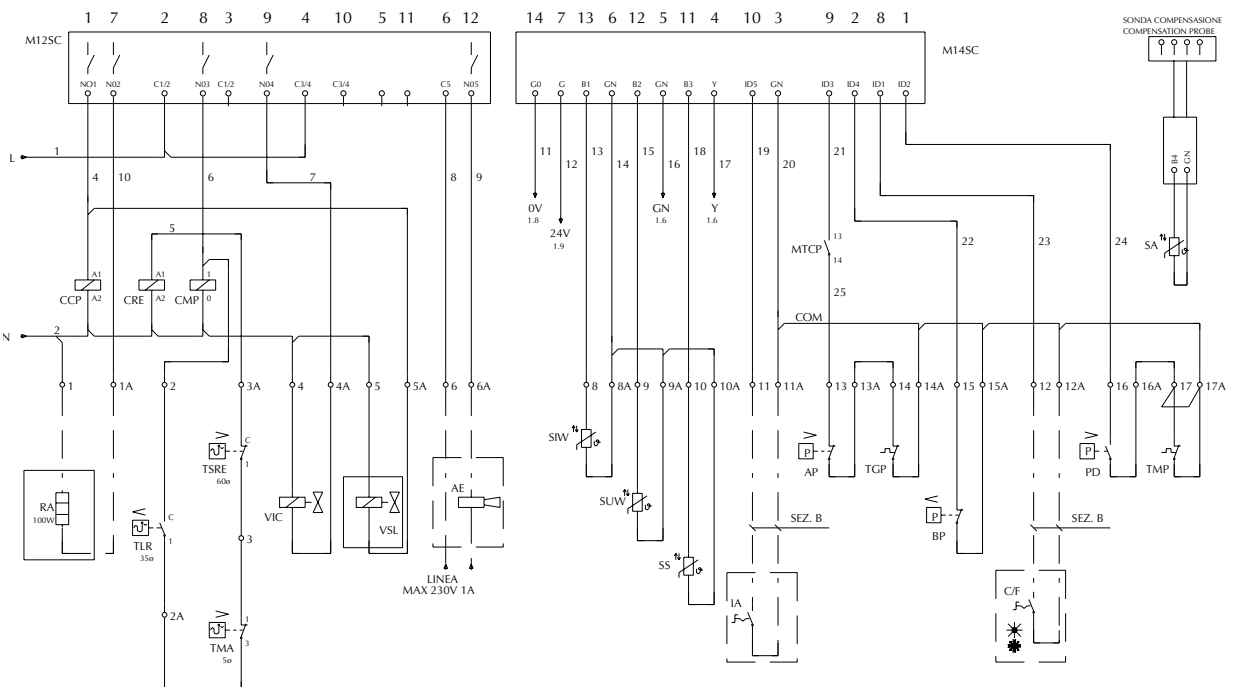 1 7 2 8 3 9 4 10 5 11 6 12
14 7 13 6 12 5 11 4 10 3 9 2 8 1
SONDA COMPENSASIONE
COMPENSATION PROBE
M12SC
M14SC
NO1 N02 C1/2 N03 C1/2 N04 C3/4 C3/4 C5 N05
G0 G B1 GN B2 GN B3 Y ID5 GN ID3 ID4 ID1 ID2
L 1
4 10 6 7 8 9
11 12 13 14 15 16 18 17 19 20 21
B4 GN
0V
1.8
24V
1.9
GN
1.6
Y
1.6
5
MTCP 13
14
22 23 24
SA
25
A1 A1 1
CCP A2 CRE A2 CMP 0
COM
N 2
1 1A 2 3A 4 4A 5 5A 6 6A
8 8A 9 9A 10 10A 11 11A 13 13A 14 14A 15 15A 12 12A 16 16A 17 17A
C
TSRE 1
60ø
SIW
P AP
TGP
P PD
TMP
RA
100W
C
TLR 1
35ø
VIC
VSL
AE
SUW
P
BP
SEZ. B
SEZ. B
3
LINEA
MAX 230V 1A
SS
IA
C/F
2A
1
TMA 3
5ø